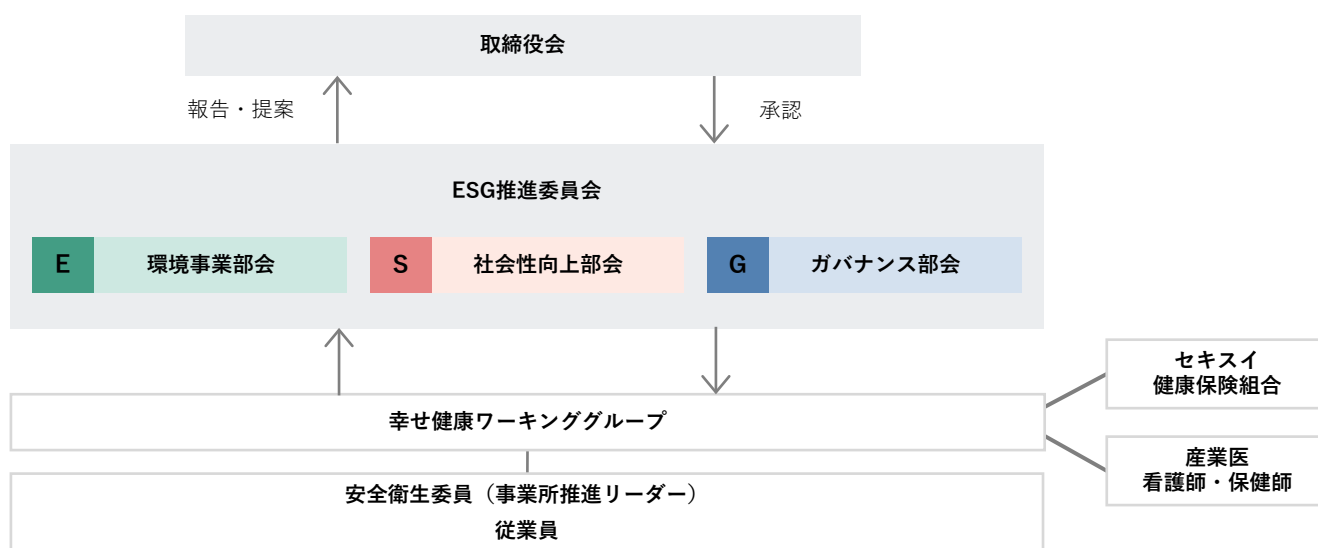 取締役会
報告・提案
承認
ESG推進委員会
E 環境事業部会
S 社会性向上部会
G ガバナンス部会
幸せ健康ワーキンググループ
セキスイ
健康保険組合
産業医
看護師・保健師
安全衛生委員（事業所推進リーダー）
従業員